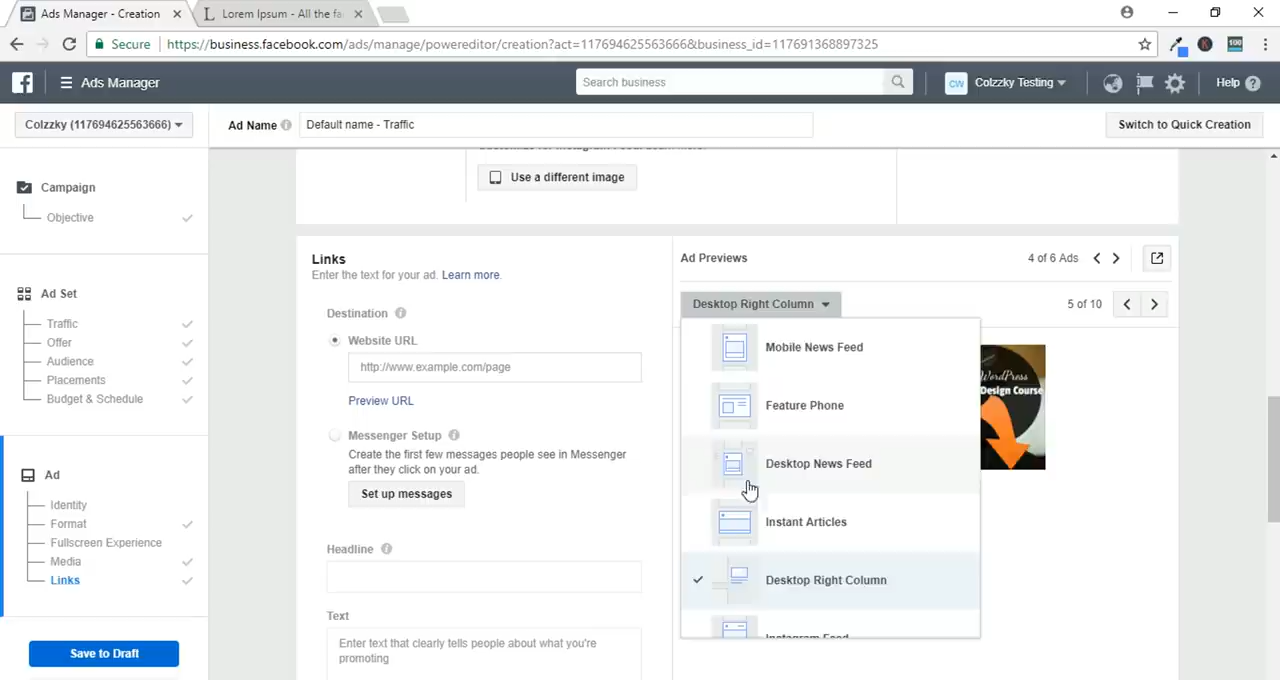 Ads Manager - Creation
Lorem Ipsum - All the fa
Secure
https://business.facebook.com/ads/manage/powereditor/creation?act=117694625563666&business_id=117691368897325
100
Ads Manager
Search business
CW
Colzzky Testing
Help
Colzzky (117694625563666)
Ad Name
Default name - Traffic
Switch to Quick Creation
Use a different image
Campaign
Objective
Ad Set
Traffic
Offer
Audience
Placements
Budget & Schedule
Ad
Identity
Format
Fullscreen Experience
Media
Links
Save to Draft
Links
Enter the text for your ad. Learn more.
Destination
Website URL
http://www.example.com/page
Preview URL
Messenger Setup
Create the first few messages people see in Messenger
after they click on your ad.
Set up messages
Headline
Text
Enter text that clearly tells people about what you're
promoting
Ad Previews
4 of 6 Ads
Desktop Right Column
5 of 10
Mobile News Feed
Feature Phone
Desktop News Feed
Instant Articles
Desktop Right Column
Instagram Feed
WordPress
Design Course